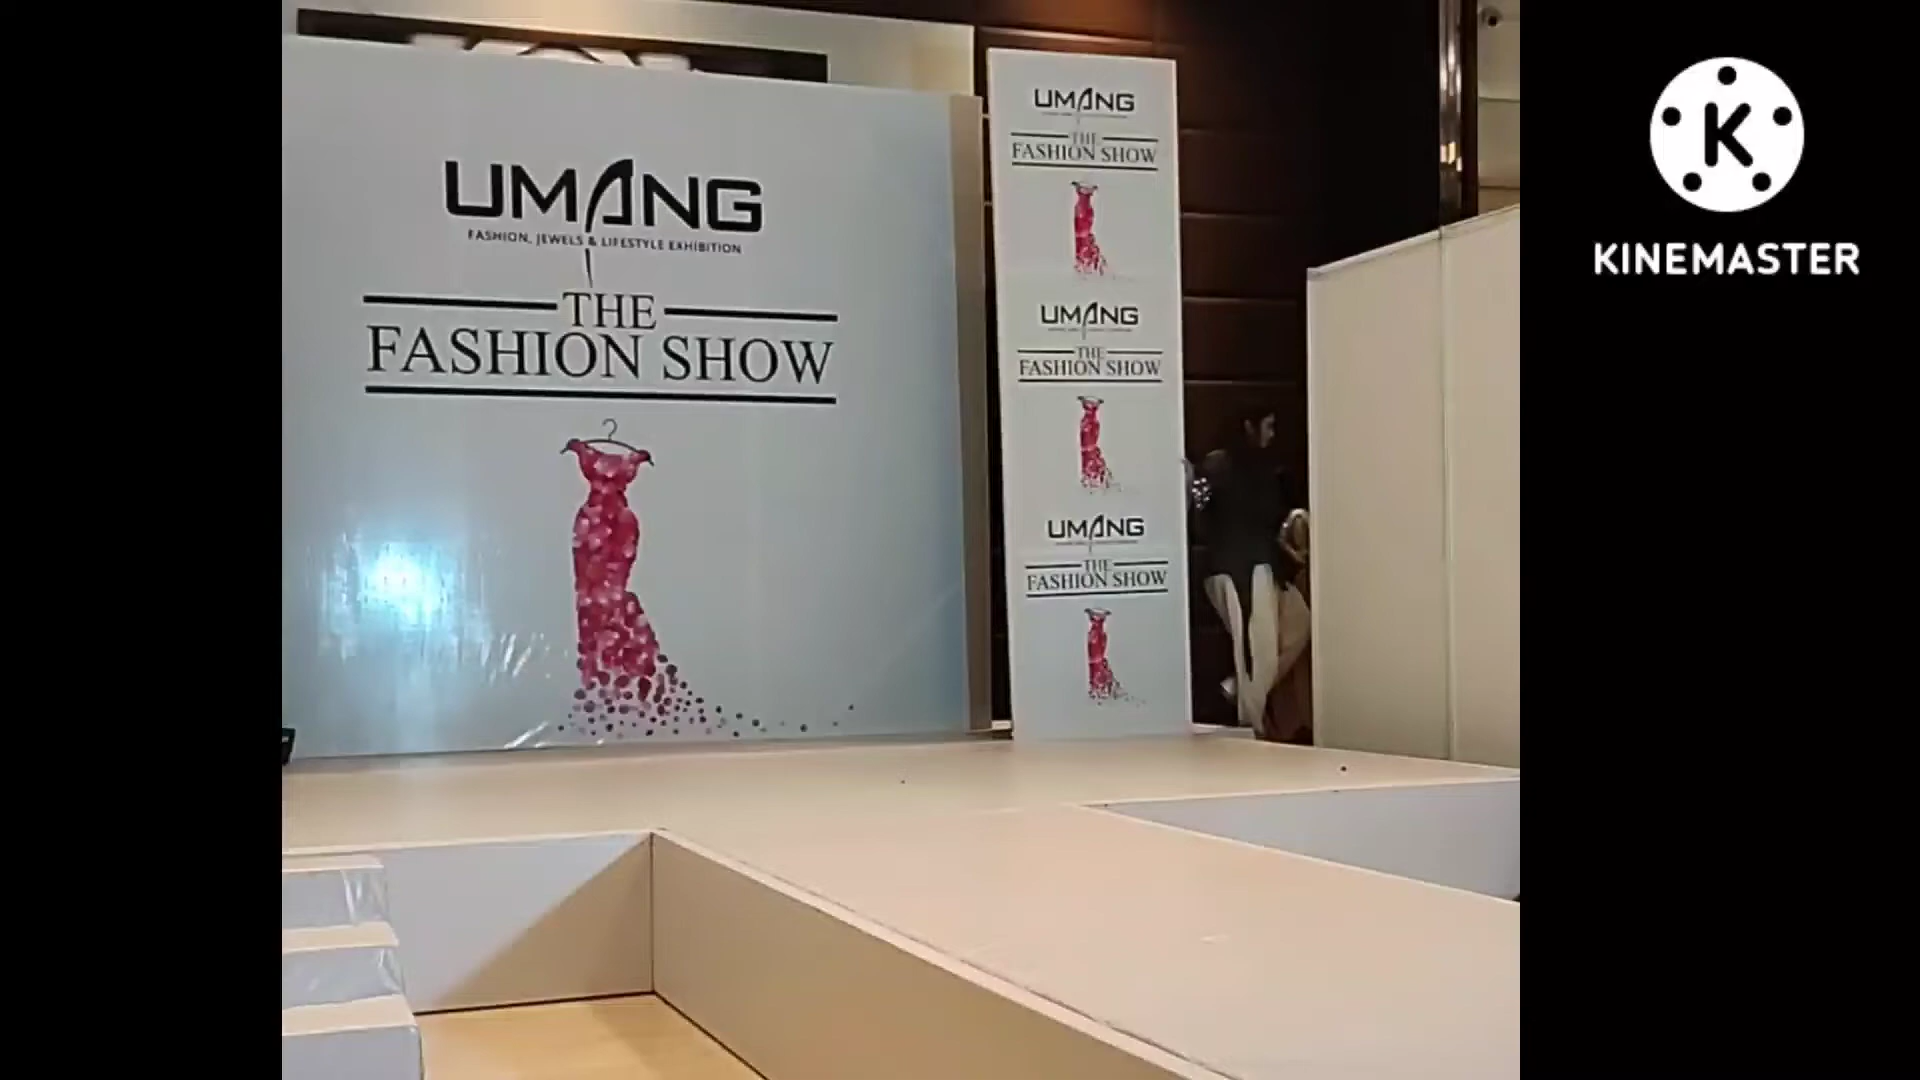 UMANG
FASHION, JEWELS & LIFESTYLE EXHIBITION
THE
FASHION SHOW
UMANG
THE
FASHION SHOW
UMANG
THE
FASHION SHOW
UMANG
THE
FASHION SHOW
K
KINEMASTER